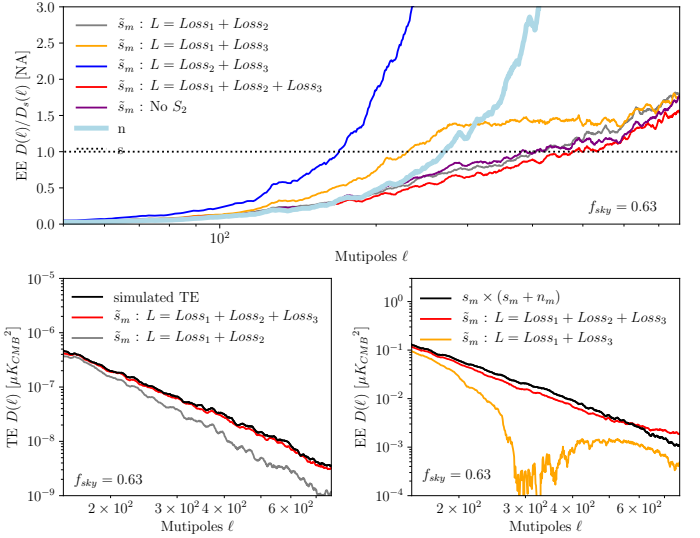 EE D(ℓ)/D_s(ℓ) [NA]
3.0
2.5
2.0
1.5
1.0
0.5
0.0
s̃_m : L = Loss_1 + Loss_2
s̃_m : L = Loss_1 + Loss_3
s̃_m : L = Loss_2 + Loss_3
s̃_m : L = Loss_1 + Loss_2 + Loss_3
s̃_m : No S_2
n
s
f_sky = 0.63
10^2
Mutipoles ℓ
TE D(ℓ) [μK_CMB^2]
10^−5
10^−6
10^−7
10^−8
10^−9
simulated TE
s̃_m : L = Loss_1 + Loss_2 + Loss_3
s̃_m : L = Loss_1 + Loss_2
f_sky = 0.63
2 × 10^2 3 × 10^2 4 × 10^2 6 × 10^2
Mutipoles ℓ
EE D(ℓ) [μK_CMB^2]
10^0
10^−1
10^−2
10^−3
10^−4
s_m × (s_m + n_m)
s̃_m : L = Loss_1 + Loss_2 + Loss_3
s̃_m : L = Loss_1 + Loss_3
f_sky = 0.63
2 × 10^2 3 × 10^2 4 × 10^2 6 × 10^2
Mutipoles ℓ